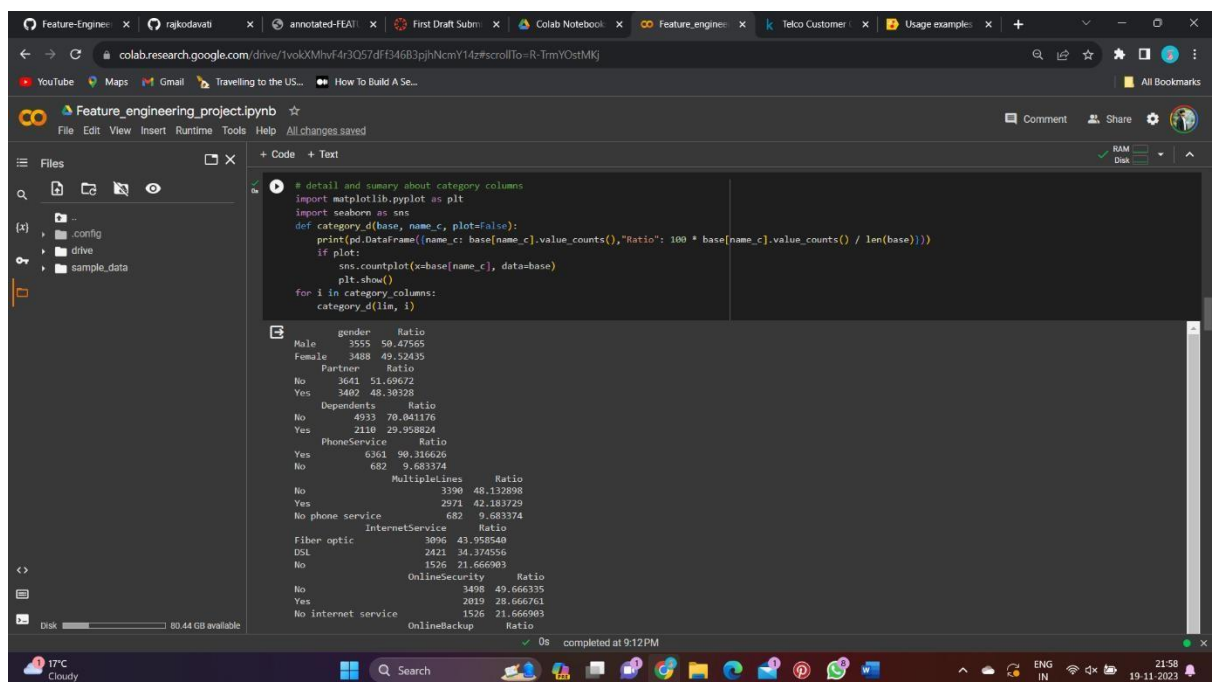 Feature-Engineer
rajkodavati
annotated-FEAT
First Draft Subm
Colab Notebook
Feature_enginee
Telco Customer
Usage examples
colab.research.google.com/drive/1vokXMhvF4r3Q57dFf346B3pjhNcmY14z#scrollTo=R-TrmYOstMKj
YouTube Maps Gmail Travelling to the US... How To Build A Se... All Bookmarks
CO Feature_engineering_project.ipynb
File Edit View Insert Runtime Tools Help All changes saved
Comment Share
Files
+ Code + Text
RAM
Disk
..
.config
drive
sample_data
{x}
0s
# detail and sumary about category columns
import matplotlib.pyplot as plt
import seaborn as sns
def category_d(base, name_c, plot=False):
print(pd.DataFrame({name_c: base[name_c].value_counts(),"Ratio": 100 * base[name_c].value_counts() / len(base)}))
if plot:
sns.countplot(x=base[name_c], data=base)
plt.show()
for i in category_columns:
category_d(lim, i)
gender Ratio
Male 3555 50.47565
Female 3488 49.52435
Partner Ratio
No 3641 51.69672
Yes 3402 48.30328
Dependents Ratio
No 4933 70.041176
Yes 2110 29.958824
PhoneService Ratio
Yes 6361 90.316626
No 682 9.683374
MultipleLines Ratio
No 3390 48.132898
Yes 2971 42.183729
No phone service 682 9.683374
InternetService Ratio
Fiber optic 3096 43.958540
DSL 2421 34.374556
No 1526 21.666903
OnlineSecurity Ratio
No 3498 49.666335
Yes 2019 28.666761
No internet service 1526 21.666903
OnlineBackup Ratio
Disk 80.44 GB available
0s completed at 9:12 PM
17°C
Cloudy
Search
ENG
IN
21:58
19-11-2023